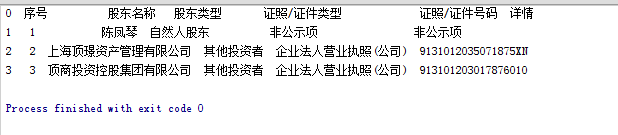 0 序号 股东名称 股东类型 证照/证件类型 证照/证件号码 详情
1 1 陈凤琴 自然人股东 非公示项 非公示项
2 2 上海顶璟资产管理有限公司 其他投资者 企业法人营业执照(公司) 9131012035071875XN
3 3 顶商投资控股集团有限公司 其他投资者 企业法人营业执照(公司) 913101203017876010
Process finished with exit code 0